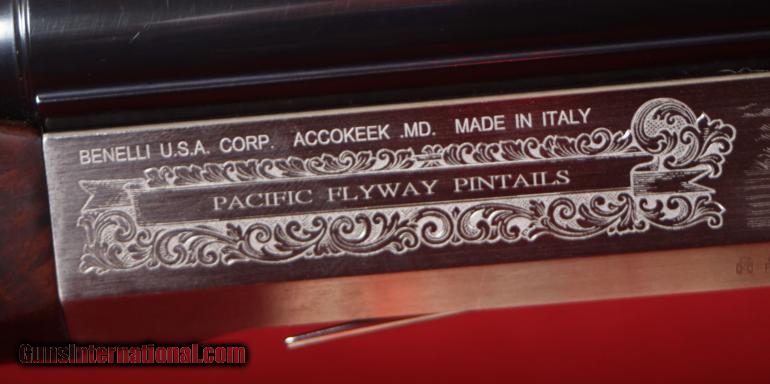 BENELLI U.S.A. CORP. ACCOKEEK .MD. MADE IN ITALY
PACIFIC FLYWAY PINTAILS
GunsInternational.com